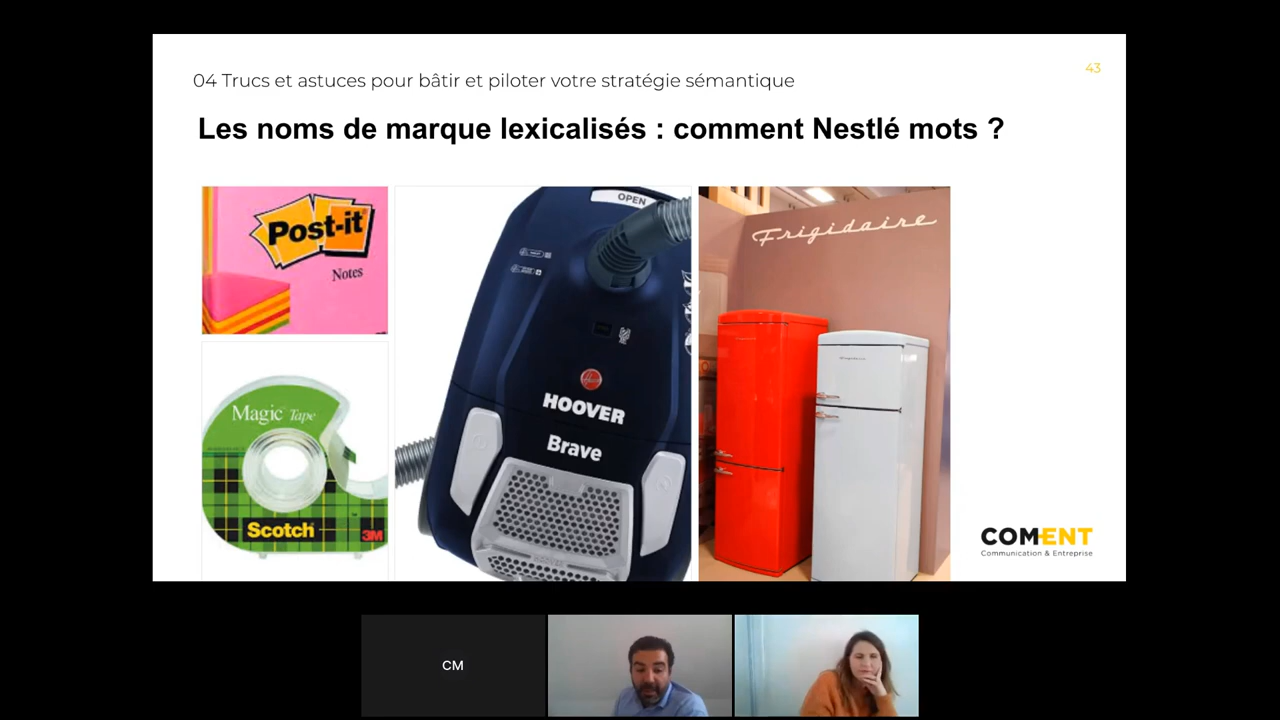 04 Trucs et astuces pour bâtir et piloter votre stratégie sémantique
43
Les noms de marque lexicalisés : comment Nestlé mots ?
Post-it
Notes
OPEN
Frigidaire
Magic Tape
Scotch
3M
Hoover
HOOVER
Brave
COMENT
Communication & Entreprise
CM